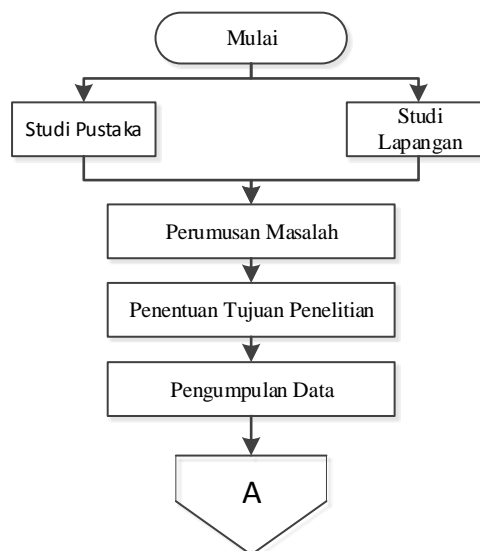 Mulai
Studi Pustaka
Studi
Lapangan
Perumusan Masalah
Penentuan Tujuan Penelitian
Pengumpulan Data
A